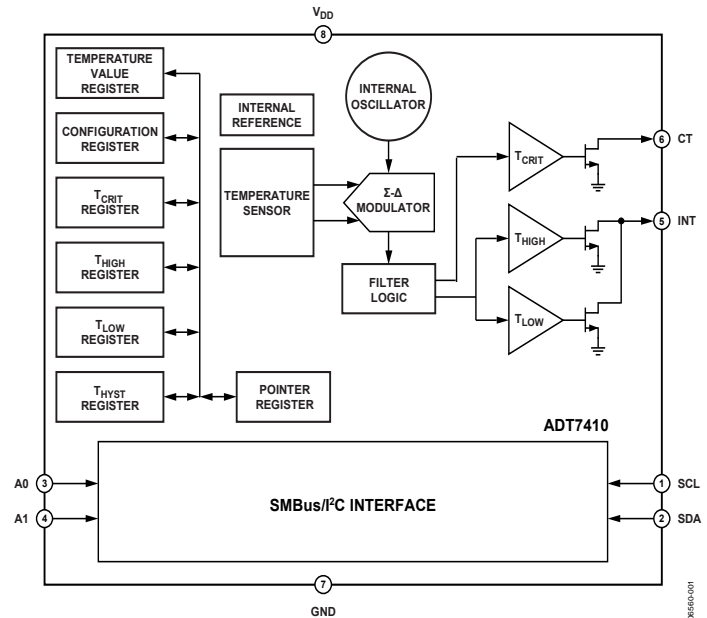 V_DD
8
TEMPERATURE
VALUE
REGISTER
CONFIGURATION
REGISTER
T_CRIT
REGISTER
T_HIGH
REGISTER
T_LOW
REGISTER
T_HYST
REGISTER
POINTER
REGISTER
INTERNAL
REFERENCE
TEMPERATURE
SENSOR
INTERNAL
OSCILLATOR
Σ-Δ
MODULATOR
FILTER
LOGIC
T_CRIT
T_HIGH
T_LOW
6 CT
5 INT
ADT7410
A0 3
A1 4
SMBus/I²C INTERFACE
1 SCL
2 SDA
7
GND
06560-001